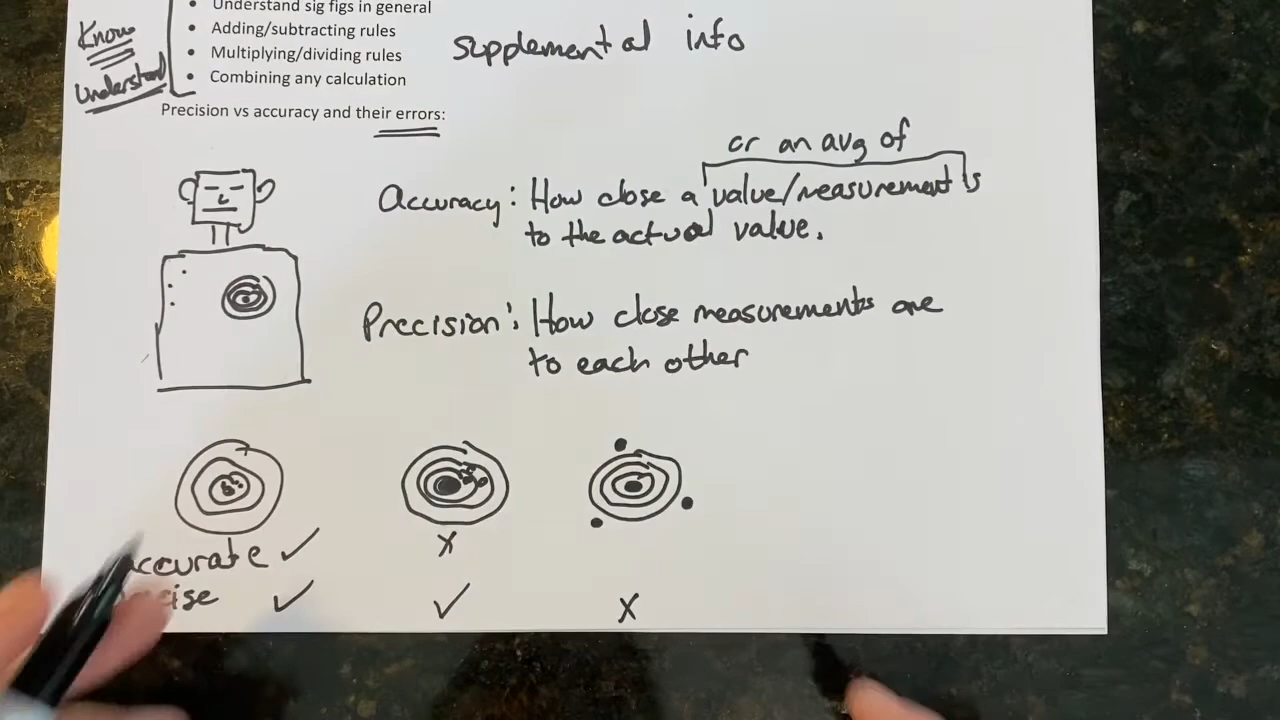 • Understand sig figs in general
Know
• Adding/subtracting rules
supplemental info
• Multiplying/dividing rules
Understand
• Combining any calculation
Precision vs accuracy and their errors:
or an avg of
Accuracy: How close a value/measurement is
to the actual value.
Precision: How close measurements are
to each other
✓ X
✓ ✓ X